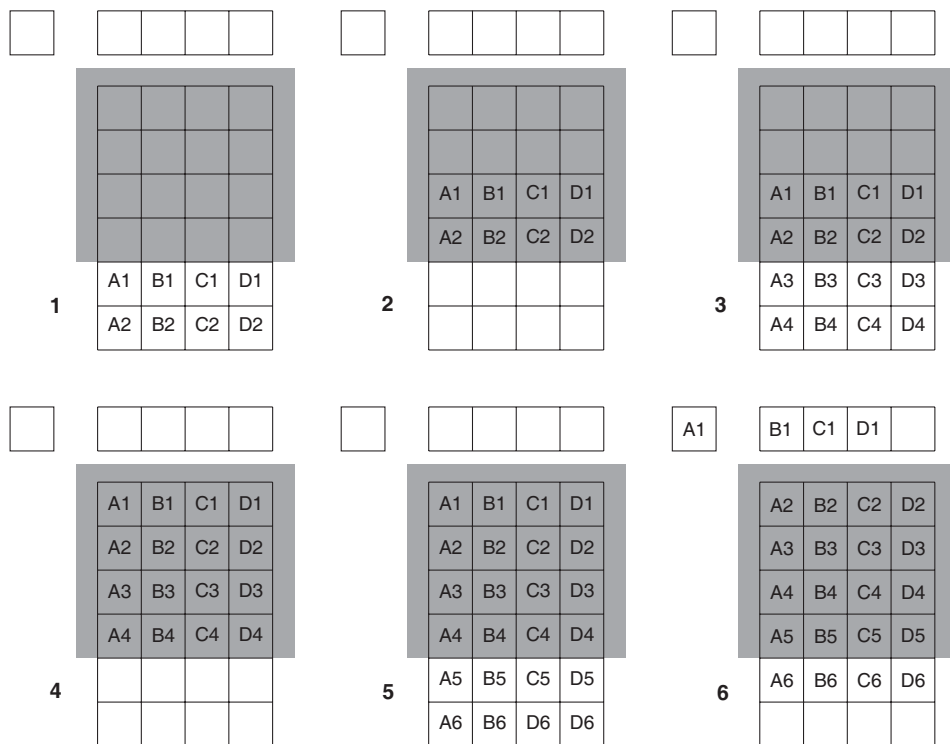 A1 B1 C1 D1
1
A2 B2 C2 D2
A1 B1 C1 D1
A2 B2 C2 D2
2
A1 B1 C1 D1
A2 B2 C2 D2
A3 B3 C3 D3
3
A4 B4 C4 D4
A1 B1 C1 D1
A2 B2 C2 D2
A3 B3 C3 D3
A4 B4 C4 D4
4
A1 B1 C1 D1
A2 B2 C2 D2
A3 B3 C3 D3
A4 B4 C4 D4
A5 B5 C5 D5
5
A6 B6 D6 D6
A1 B1 C1 D1
A2 B2 C2 D2
A3 B3 C3 D3
A4 B4 C4 D4
A5 B5 C5 D5
A6 B6 C6 D6
6